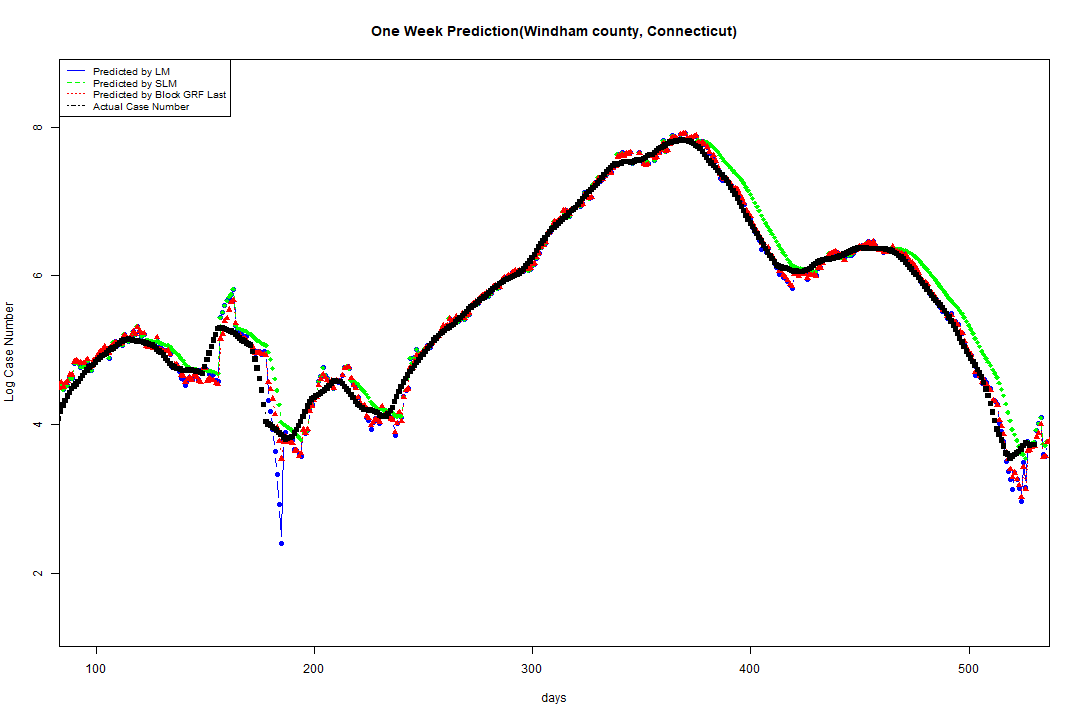 One Week Prediction(Windham county, Connecticut)
Predicted by LM
Predicted by SLM
Predicted by Block GRF Last
Actual Case Number
8
6
4
2
Log Case Number
100 200 300 400 500
days